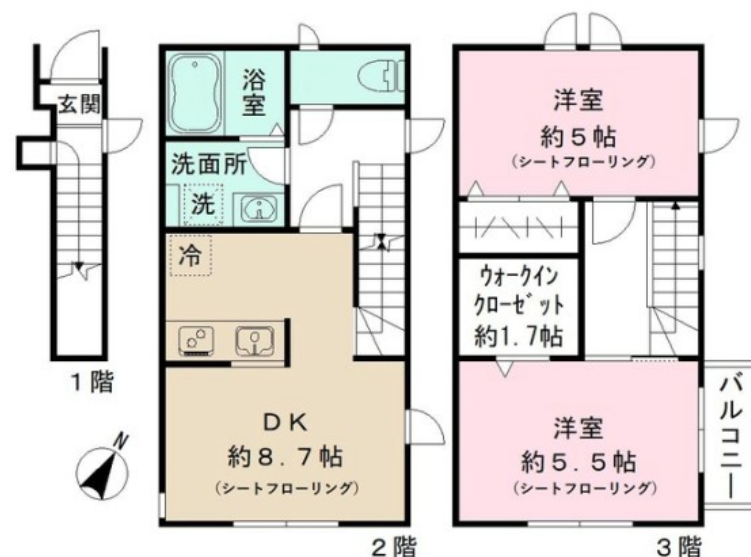 玄関
1階
浴室
洗面所
洗
冷
DK
約8.7帖
(シートフローリング)
2階
洋室
約5帖
(シートフローリング)
ウォークイン
クローゼット
約1.7帖
洋室
約5.5帖
(シートフローリング)
バルコニー
3階
N